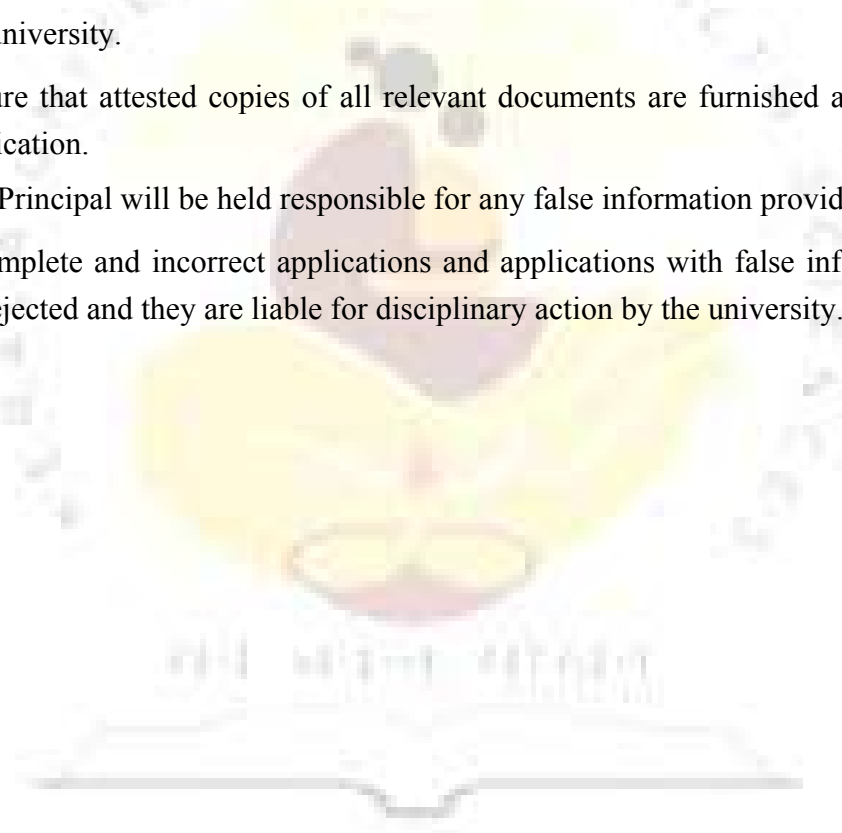 university.
ure that attested copies of all relevant documents are furnished a
ication.
Principal will be held responsible for any false information provid
mplete and incorrect applications and applications with false inf
ejected and they are liable for disciplinary action by the university.